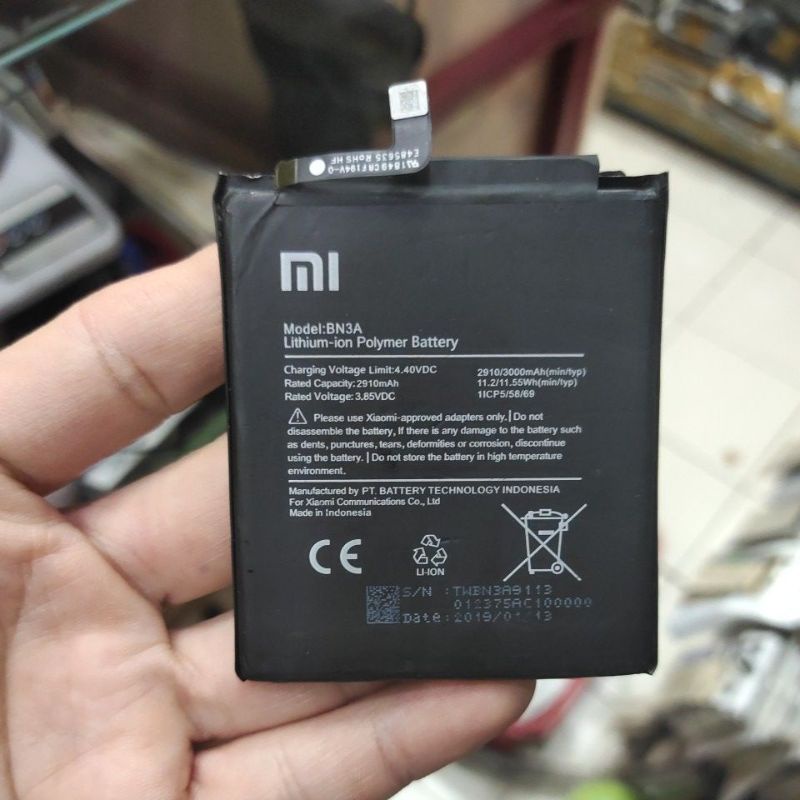 E485635 RoHS HF
mi
Model:BN3A
Lithium-ion Polymer Battery
Charging Voltage Limit:4.40VDC
Rated Capacity:2910mAh
Rated Voltage:3.85VDC
2910/3000mAh(min/typ)
11.2/11.55Wh(min/typ)
1ICP5/58/69
Please use Xiaomi-approved adapters only.| Do not
disassemble the battery, If there is any damage to the battery
such as dents, punctures, tears, deformities or corrosion, discontinue
using the battery.| Do not store the battery in high temperature
environment.
Manufactured by PT. BATTERY TECHNOLOGY INDONESIA
For Xiaomi Communications Co., Ltd
Made in Indonesia
CE
LI-ION
S/N :TWBN3A9113
012375AC100000
Date: